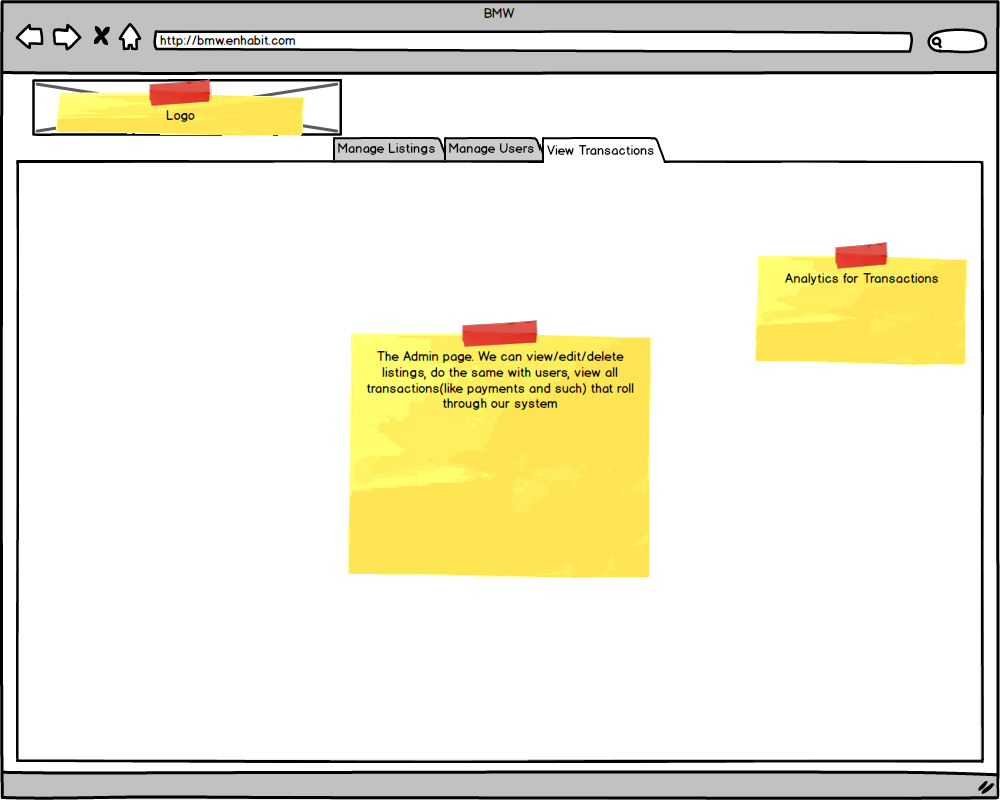 BMW
http://bmw.enhabit.com
Logo
Manage Listings
Manage Users
View Transactions
Analytics for Transactions
The Admin page. We can view/edit/delete
listings, do the same with users, view all
transactions(like payments and such) that roll
through our system